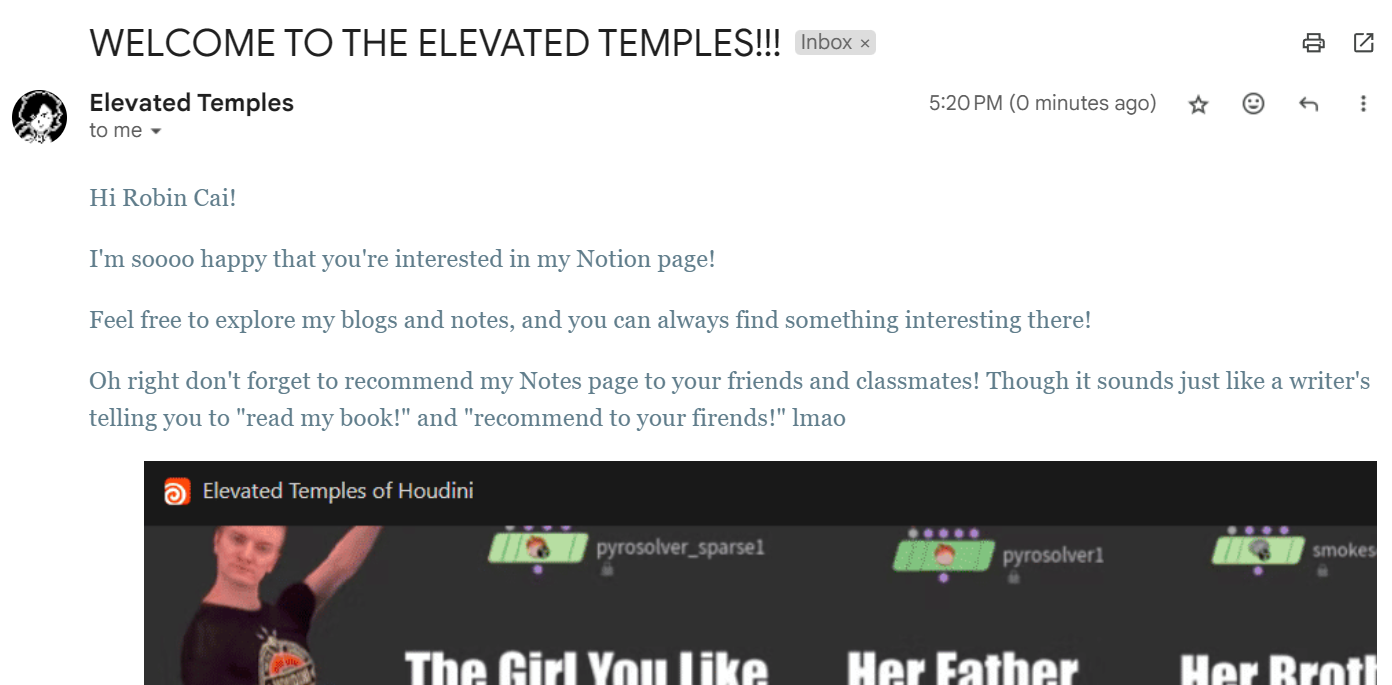 WELCOME TO THE ELEVATED TEMPLES!!! Inbox ×
Elevated Temples
5:20 PM (0 minutes ago)
to me
Hi Robin Cai!
I'm soooo happy that you're interested in my Notion page!
Feel free to explore my blogs and notes, and you can always find something interesting there!
Oh right don't forget to recommend my Notes page to your friends and classmates! Though it sounds just like a writer's
telling you to "read my book!" and "recommend to your firends!" lmao
Elevated Temples of Houdini
pyrosolver_sparse1
pyrosolver1
smokes
The Girl You Like
Her Father
Her Broth